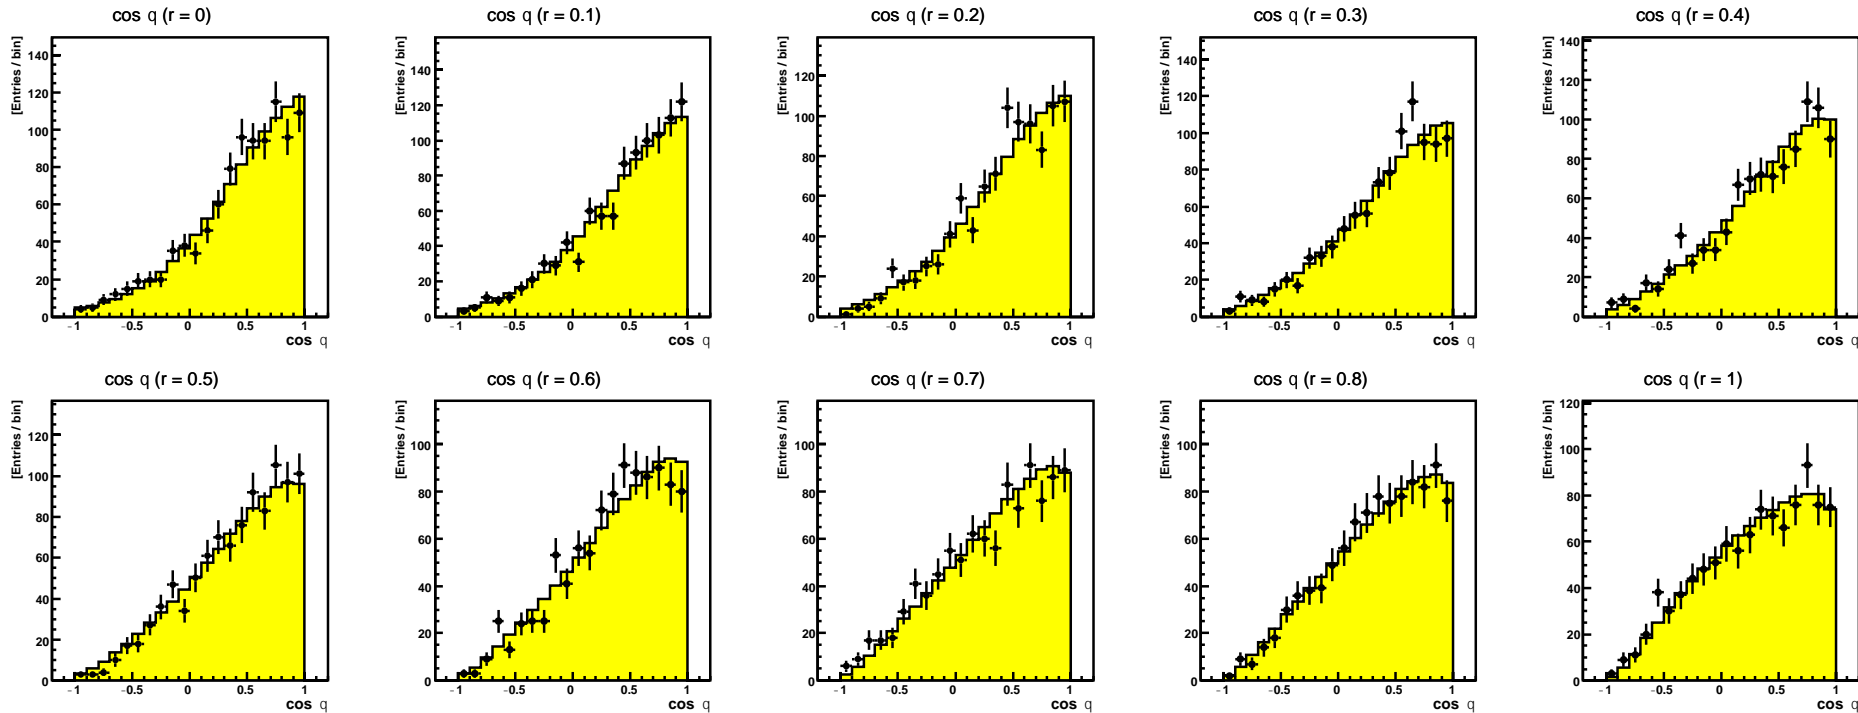 cos q (r = 0)
[Entries / bin]
140
120
100
80
60
40
20
0
−1 −0.5 0 0.5 1
cos q
cos q (r = 0.1)
[Entries / bin]
140
120
100
80
60
40
20
0
−1 −0.5 0 0.5 1
cos q
cos q (r = 0.2)
[Entries / bin]
120
100
80
60
40
20
0
−1 −0.5 0 0.5 1
cos q
cos q (r = 0.3)
[Entries / bin]
140
120
100
80
60
40
20
0
−1 −0.5 0 0.5 1
cos q
cos q (r = 0.4)
[Entries / bin]
140
120
100
80
60
40
20
0
−1 −0.5 0 0.5 1
cos q
cos q (r = 0.5)
[Entries / bin]
120
100
80
60
40
20
0
−1 −0.5 0 0.5 1
cos q
cos q (r = 0.6)
[Entries / bin]
100
80
60
40
20
0
−1 −0.5 0 0.5 1
cos q
cos q (r = 0.7)
[Entries / bin]
100
80
60
40
20
0
−1 −0.5 0 0.5 1
cos q
cos q (r = 0.8)
[Entries / bin]
100
80
60
40
20
0
−1 −0.5 0 0.5 1
cos q
cos q (r = 1)
[Entries / bin]
120
100
80
60
40
20
0
−1 −0.5 0 0.5 1
cos q